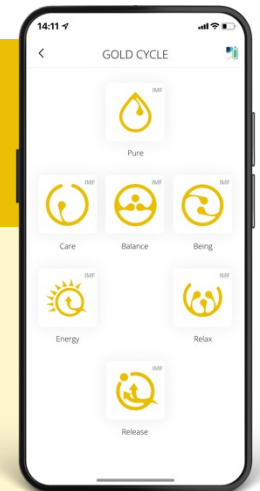 14:11
GOLD CYCLE
IMF
Pure
IMF IMF IMF
Care Balance Being
IMF IMF
Energy Relax
IMF
Release